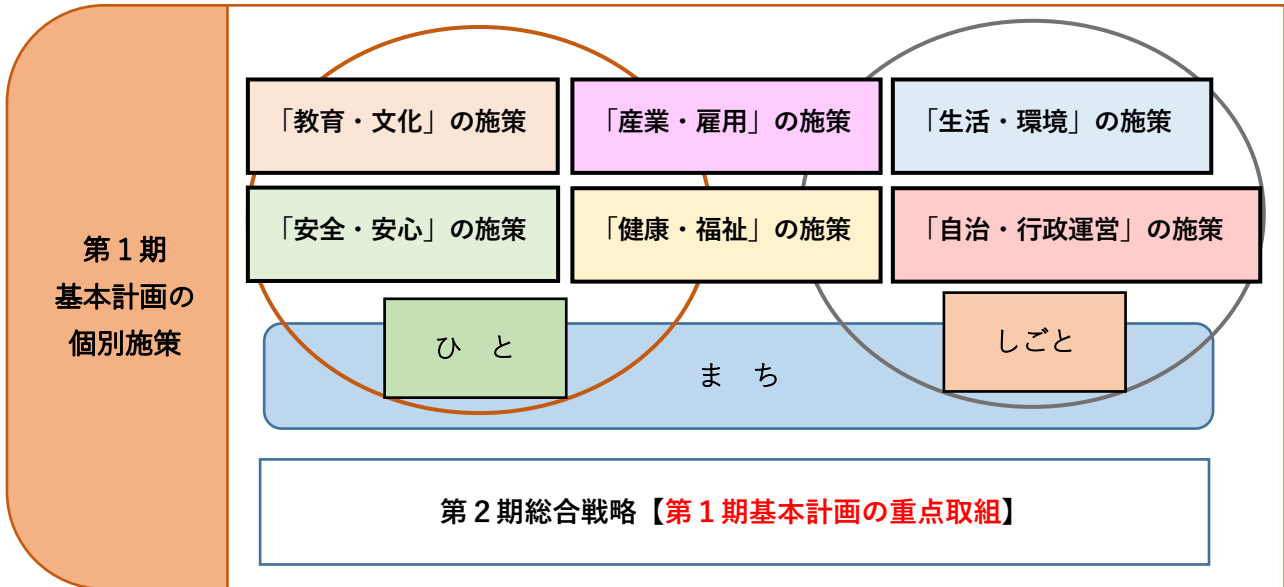 第１期
基本計画の
個別施策
「教育・文化」の施策
「産業・雇用」の施策
「生活・環境」の施策
「安全・安心」の施策
「健康・福祉」の施策
「自治・行政運営」の施策
ひ　と
ま　ち
しごと
第２期総合戦略【第１期基本計画の重点取組】